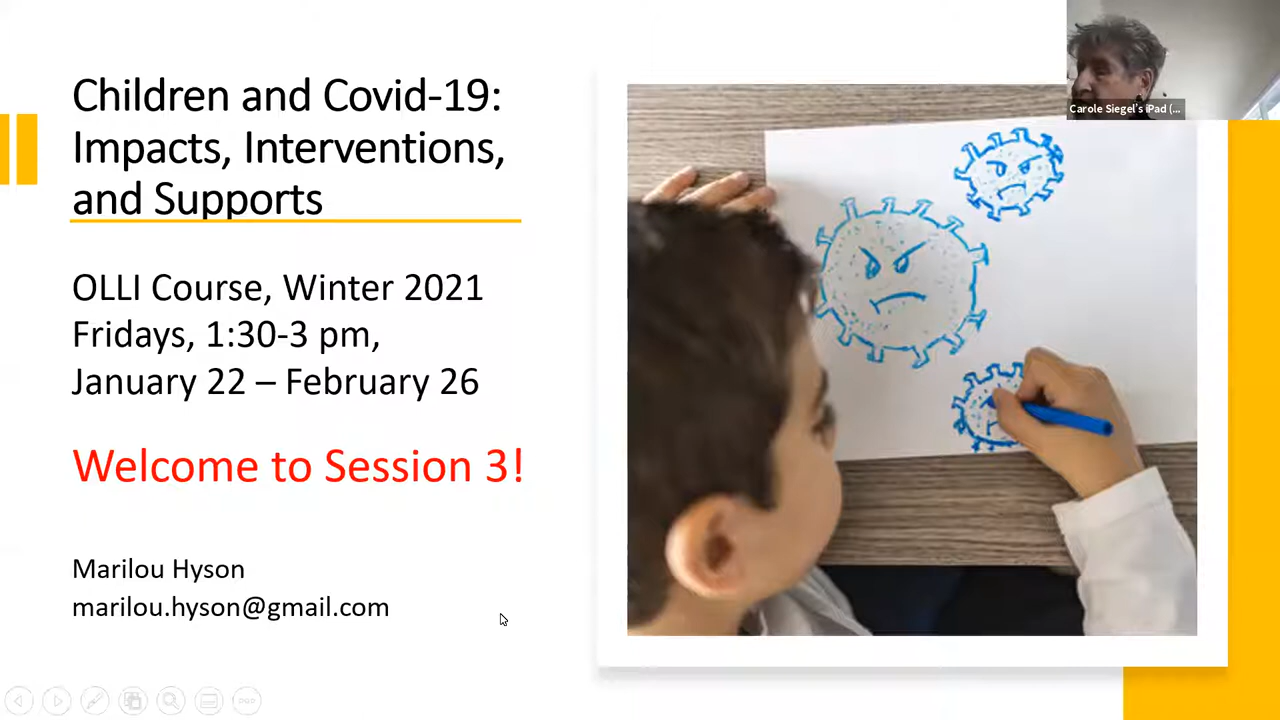 Children and Covid-19:
Impacts, Interventions,
and Supports
OLLI Course, Winter 2021
Fridays, 1:30-3 pm,
January 22 – February 26
Welcome to Session 3!
Marilou Hyson
marilou.hyson@gmail.com
Carole Siegel's iPad (...